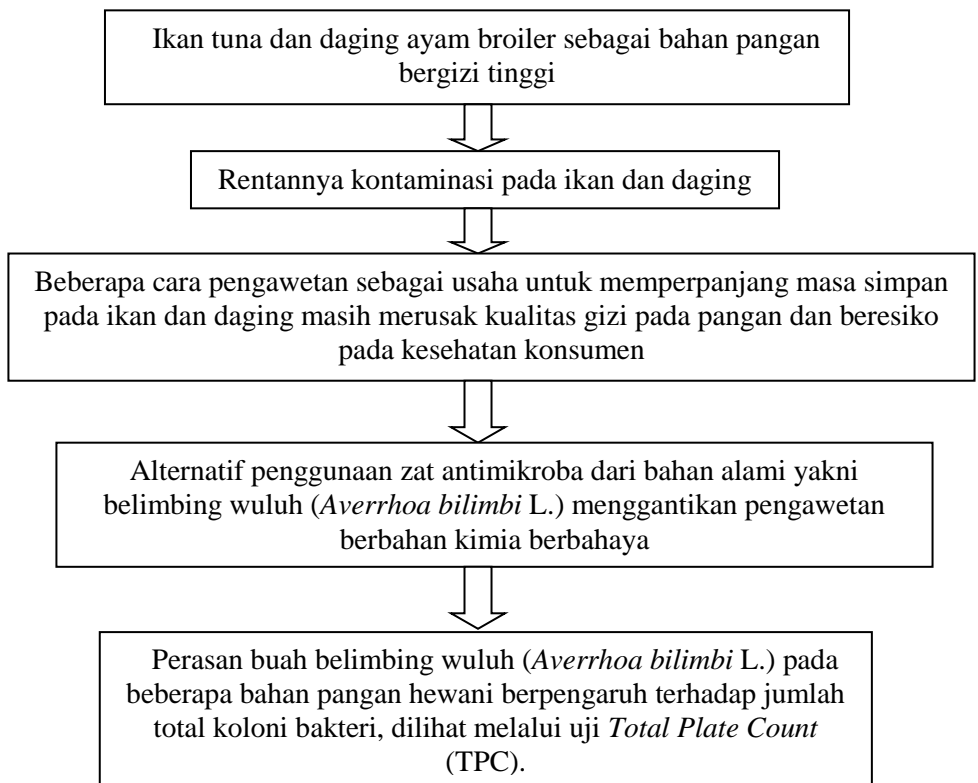 Ikan tuna dan daging ayam broiler sebagai bahan pangan
bergizi tinggi
Rentannya kontaminasi pada ikan dan daging
Beberapa cara pengawetan sebagai usaha untuk memperpanjang masa simpan
pada ikan dan daging masih merusak kualitas gizi pada pangan dan beresiko
pada kesehatan konsumen
Alternatif penggunaan zat antimikroba dari bahan alami yakni
belimbing wuluh (Averrhoa bilimbi L.) menggantikan pengawetan
berbahan kimia berbahaya
Perasan buah belimbing wuluh (Averrhoa bilimbi L.) pada
beberapa bahan pangan hewani berpengaruh terhadap jumlah
total koloni bakteri, dilihat melalui uji Total Plate Count
(TPC).